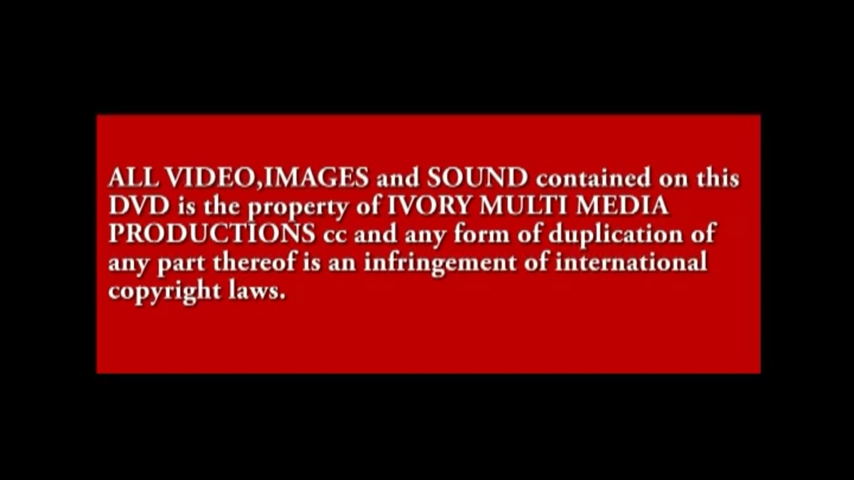 ALL VIDEO,IMAGES and SOUND contained on this
DVD is the property of IVORY MULTI MEDIA
PRODUCTIONS cc and any form of duplication of
any part thereof is an infringement of international
copyright laws.